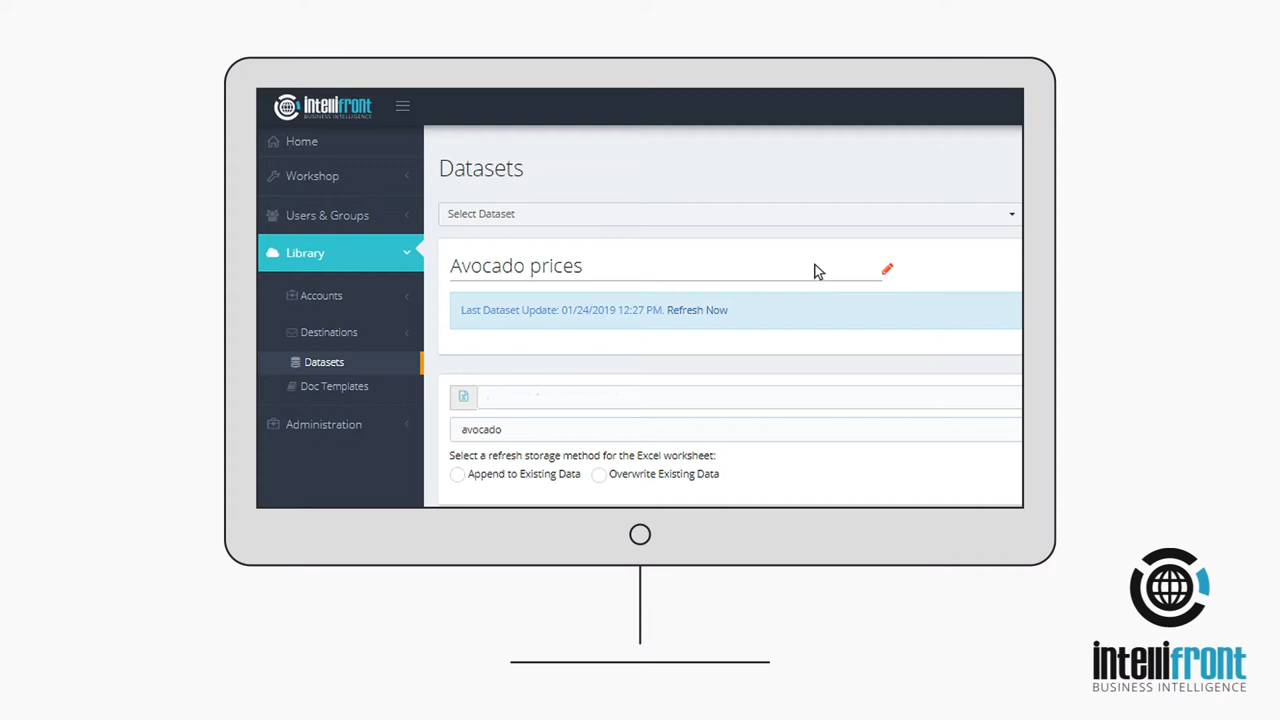 intellifront
BUSINESS INTELLIGENCE
Home
Workshop
Users & Groups
Library
Accounts
Destinations
Datasets
Doc Templates
Administration
Datasets
Select Dataset
Avocado prices
Last Dataset Update: 01/24/2019 12:27 PM. Refresh Now
avocado
Select a refresh storage method for the Excel worksheet:
Append to Existing Data Overwrite Existing Data
intellifront
BUSINESS INTELLIGENCE